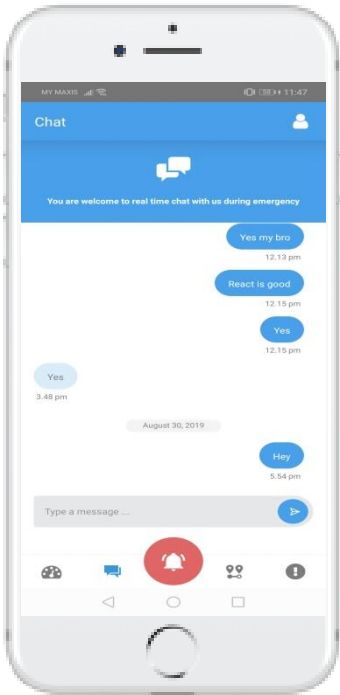 MY MAXIS 11:47
Chat
You are welcome to real time chat with us during emergency
Yes my bro
12.13 pm
React is good
12.15 pm
Yes
12.15 pm
Yes
3.48 pm
August 30, 2019
Hey
5.54 pm
Type a message ...